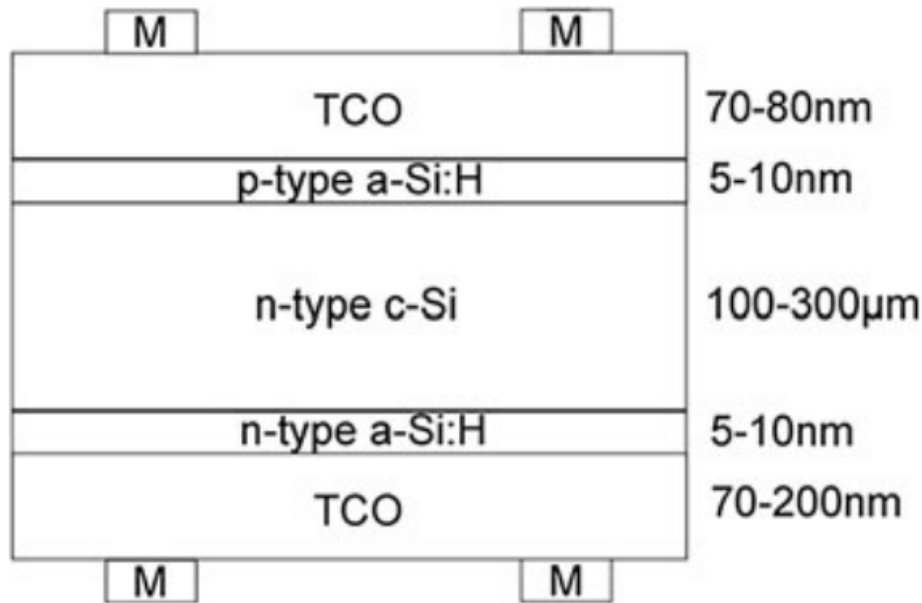 M M
TCO 70-80nm
p-type a-Si:H 5-10nm
n-type c-Si 100-300µm
n-type a-Si:H 5-10nm
TCO 70-200nm
M M